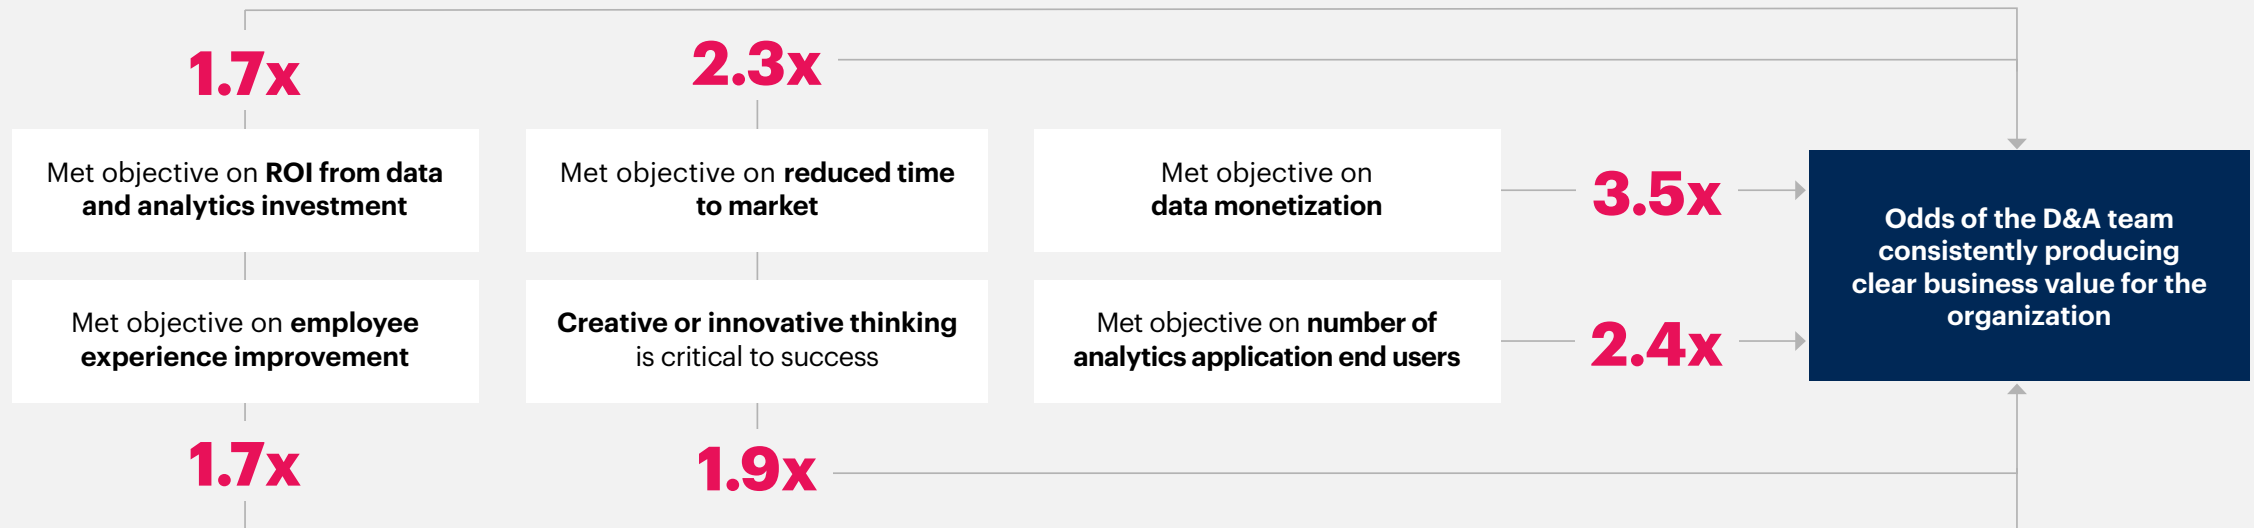 1.7x
Met objective on ROI from data
and analytics investment
Met objective on employee
experience improvement
1.7x
2.3x
Met objective on reduced time
to market
Creative or innovative thinking
is critical to success
1.9x
Met objective on
data monetization
3.5x
Met objective on number of
analytics application end users
2.4x
Odds of the D&A team
consistently producing
clear business value for the
organization